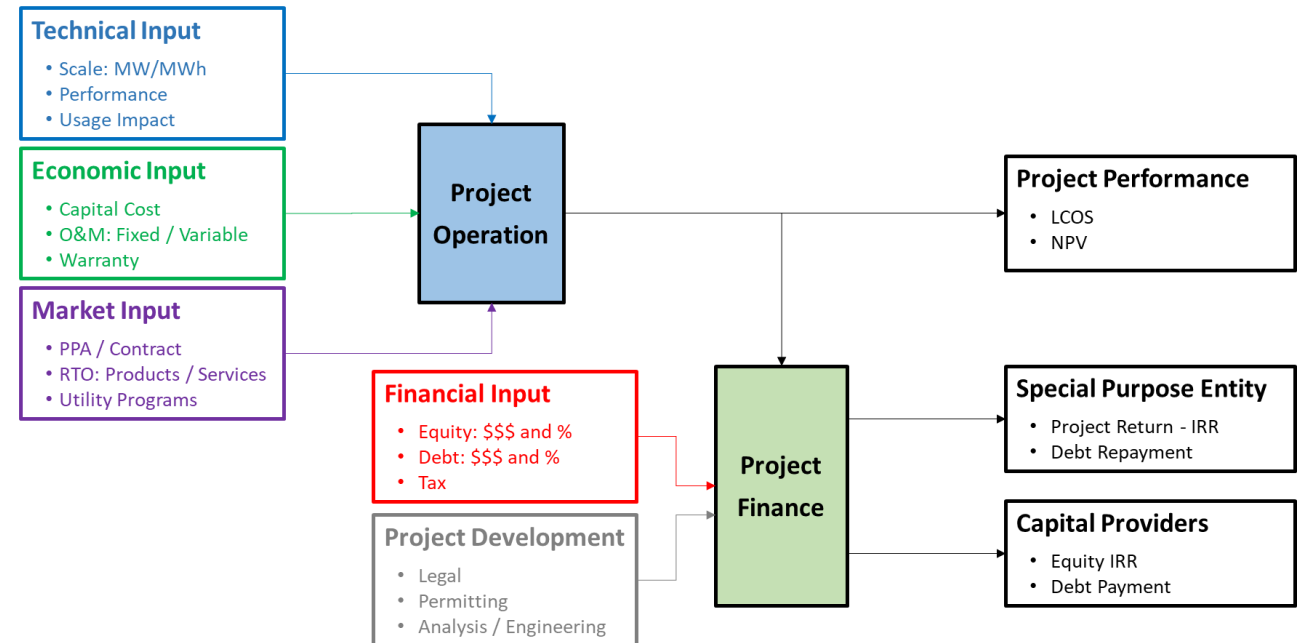 Technical Input
• Scale: MW/MWh
• Performance
• Usage Impact
Economic Input
• Capital Cost
• O&M: Fixed / Variable
• Warranty
Market Input
• PPA / Contract
• RTO: Products / Services
• Utility Programs
Project
Operation
Financial Input
• Equity: $$$ and %
• Debt: $$$ and %
• Tax
Project Development
• Legal
• Permitting
• Analysis / Engineering
Project
Finance
Project Performance
• LCOS
• NPV
Special Purpose Entity
• Project Return - IRR
• Debt Repayment
Capital Providers
• Equity IRR
• Debt Payment